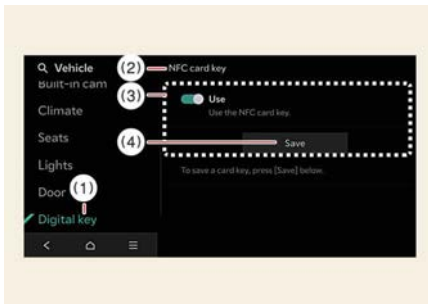 Vehicle
Built-in cam
Climate
Seats
Lights
Door
Digital key
(1)
(2)
NFC card key
(3)
Use
Use the NFC card key.
(4)
Save
To save a card key, press [Save] below.